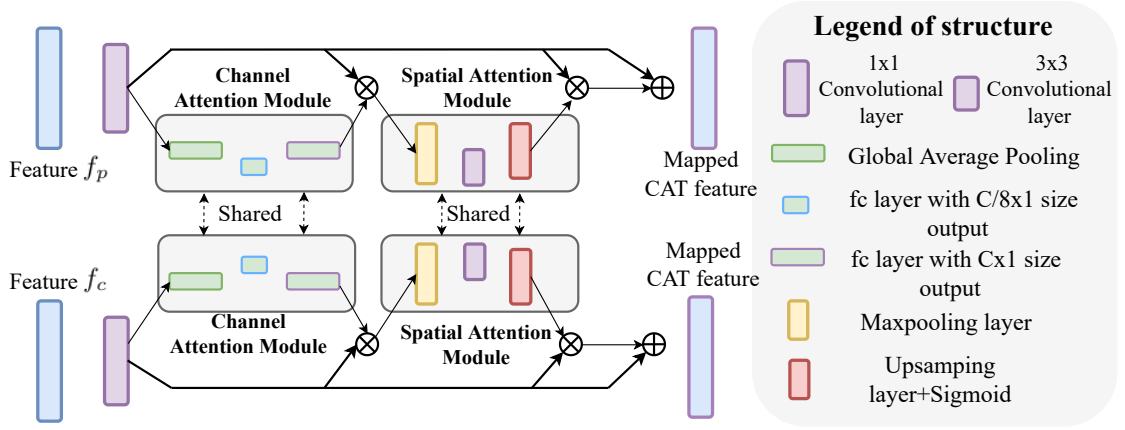 Channel
Attention Module
Spatial Attention
Module
Feature f_p
Shared
Shared
Mapped
CAT feature
Feature f_c
Channel
Attention Module
Spatial Attention
Module
Mapped
CAT feature
Legend of structure
1x1
Convolutional
layer
3x3
Convolutional
layer
Global Average Pooling
fc layer with C/8x1 size
output
fc layer with Cx1 size
output
Maxpooling layer
Upsamping
layer+Sigmoid